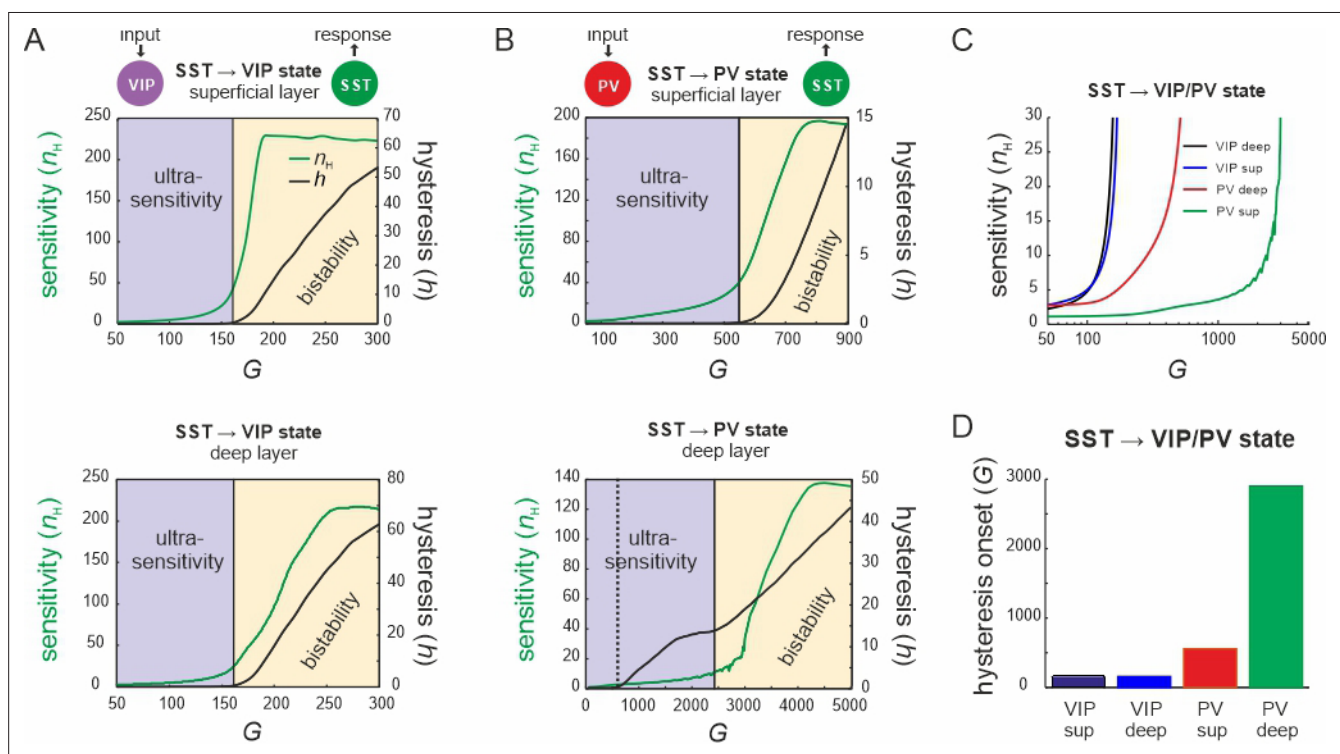 A
input
response
VIP
SST → VIP state
superficial layer
SST
sensitivity (nH)
250
200
150
100
50
0
ultra-
sensitivity
nH
h
bistability
70
60
50
40
30
20
10
0
hysteresis (h)
50 100 150 200 250 300
G
SST → VIP state
deep layer
sensitivity (nH)
250
200
150
100
50
0
ultra-
sensitivity
bistability
80
60
40
20
0
hysteresis (h)
50 100 150 200 250 300
G
B
input
response
PV
SST → PV state
superficial layer
SST
sensitivity (nH)
200
160
120
80
40
0
ultra-
sensitivity
bistability
15
10
5
0
hysteresis (h)
100 300 500 700 900
G
SST → PV state
deep layer
sensitivity (nH)
140
120
100
80
60
40
20
0
ultra-
sensitivity
bistability
50
40
30
20
10
0
hysteresis (h)
0 1000 2000 3000 4000 5000
G
C
SST → VIP/PV state
sensitivity (nH)
30
25
20
15
10
5
0
VIP deep
VIP sup
PV deep
PV sup
50 100 1000 5000
G
D
SST → VIP/PV state
hysteresis onset (G)
3000
2000
1000
0
VIP VIP PV PV
sup deep sup deep